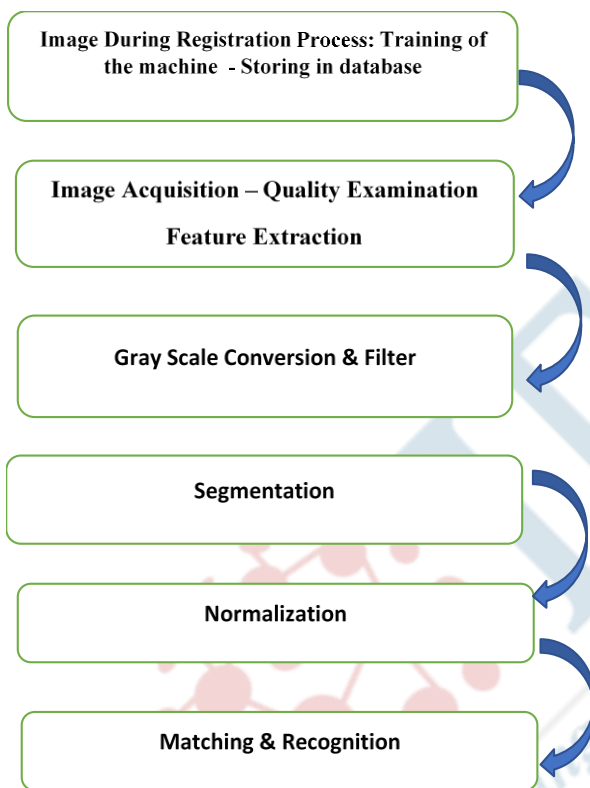 Image During Registration Process: Training of
the machine - Storing in database
Image Acquisition – Quality Examination
Feature Extraction
Gray Scale Conversion & Filter
Segmentation
Normalization
Matching & Recognition